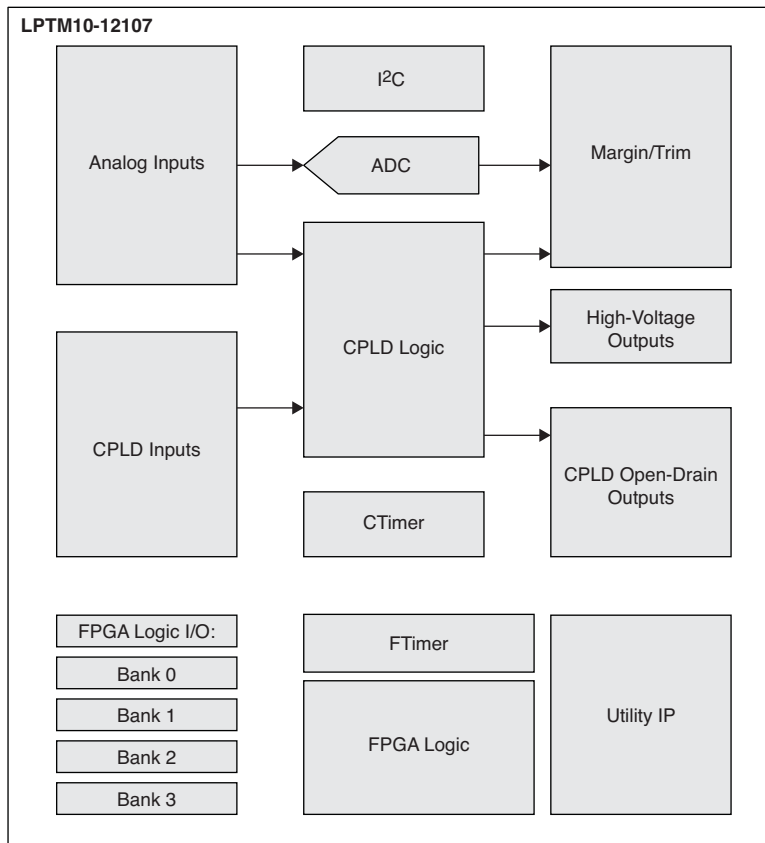 LPTM10-12107
Analog Inputs
I²C
ADC
Margin/Trim
CPLD Logic
High-Voltage
Outputs
CPLD Inputs
CPLD Open-Drain
Outputs
CTimer
FPGA Logic I/O:
Bank 0
Bank 1
Bank 2
Bank 3
FTimer
FPGA Logic
Utility IP